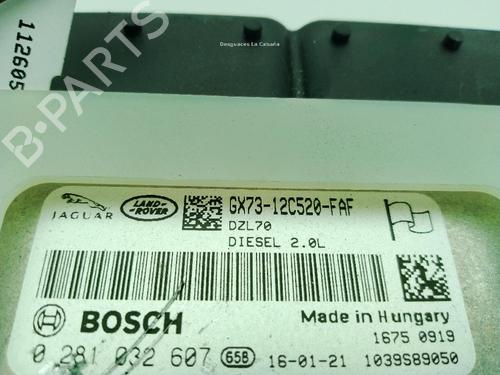 112605
Desguaces La Cabaña
B-PARTS
JAGUAR
LAND-
ROVER
GX73-12C520-FAF
DZL70
DIESEL 2.0L
BOSCH
Made in Hungary
1675 0919
0 281 032 607 658 16-01-21 1039S89050